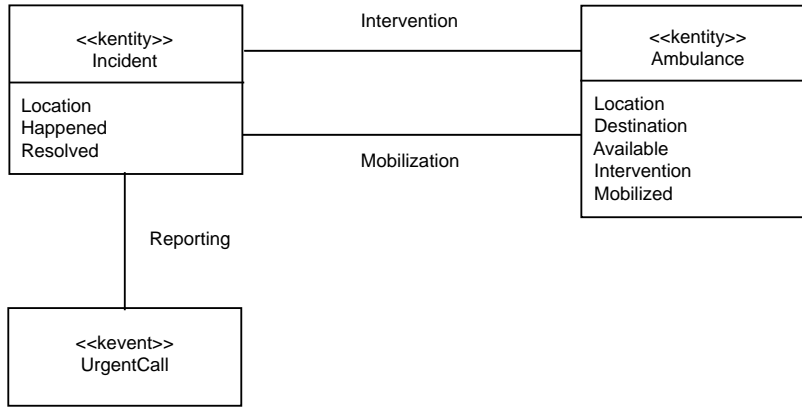 <<kentity>>
Incident
Location
Happened
Resolved
Intervention
Mobilization
<<kentity>>
Ambulance
Location
Destination
Available
Intervention
Mobilized
Reporting
<<kevent>>
UrgentCall